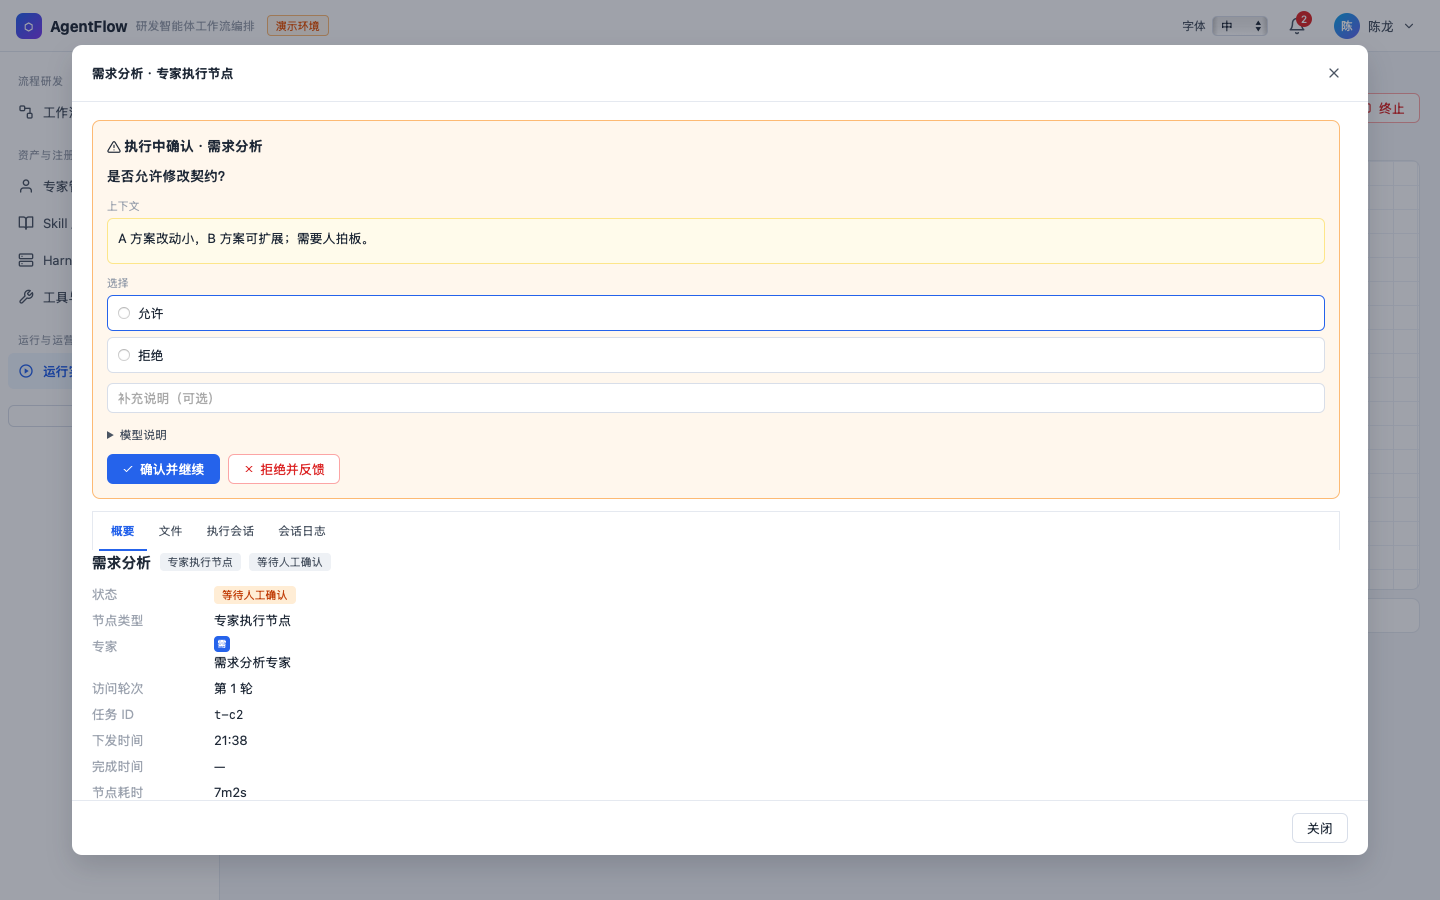 AgentFlow 研发智能体工作流编排 演示环境
字体 中 2 陈 陈龙
流程研发
工作
资产与注册
专家
Skill
Harn
工具
运行与运营
运行
终止
需求分析 · 专家执行节点
执行中确认 · 需求分析
是否允许修改契约?
上下文
A 方案改动小，B 方案可扩展；需要人拍板。
选择
允许
拒绝
补充说明（可选）
模型说明
确认并继续 拒绝并反馈
概要 文件 执行会话 会话日志
需求分析 专家执行节点 等待人工确认
状态 等待人工确认
节点类型 专家执行节点
专家 需
需求分析专家
访问轮次 第 1 轮
任务 ID t-c2
下发时间 21:38
完成时间 —
节点耗时 7m2s
关闭